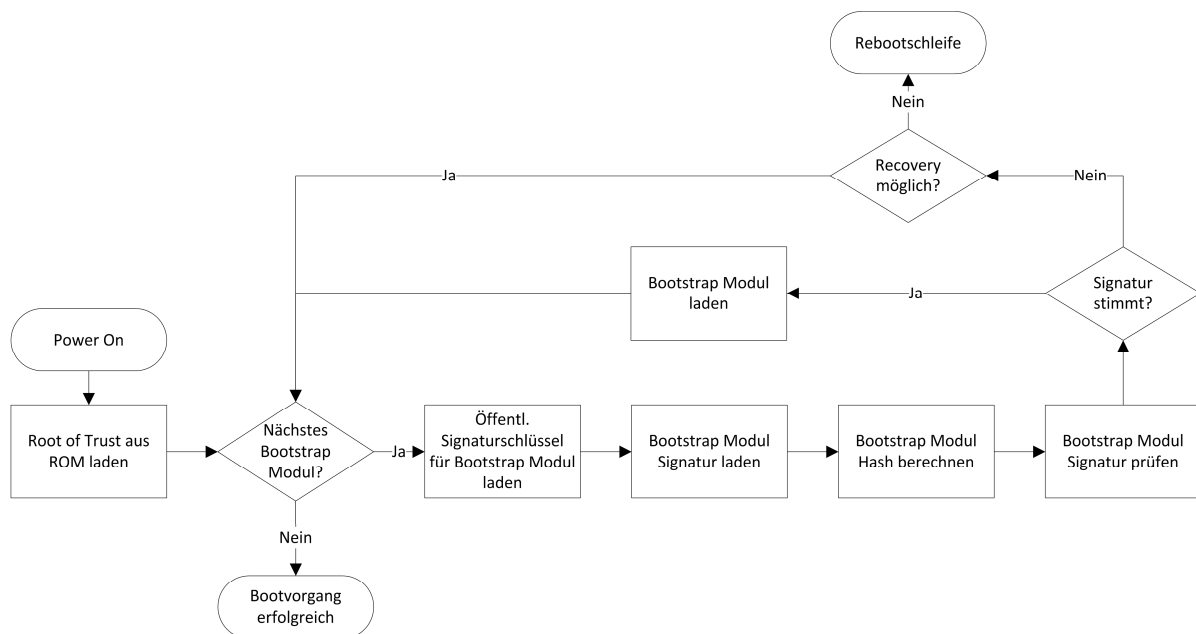 Rebootschleife
Nein
Recovery
möglich?
Ja
Nein
Bootstrap Modul
laden
Ja
Signatur
stimmt?
Power On
Root of Trust aus
ROM laden
Nächstes
Bootstrap
Modul?
Ja
Öffentl.
Signaturschlüssel
für Bootstrap Modul
laden
Bootstrap Modul
Signatur laden
Bootstrap Modul
Hash berechnen
Bootstrap Modul
Signatur prüfen
Nein
Bootvorgang
erfolgreich